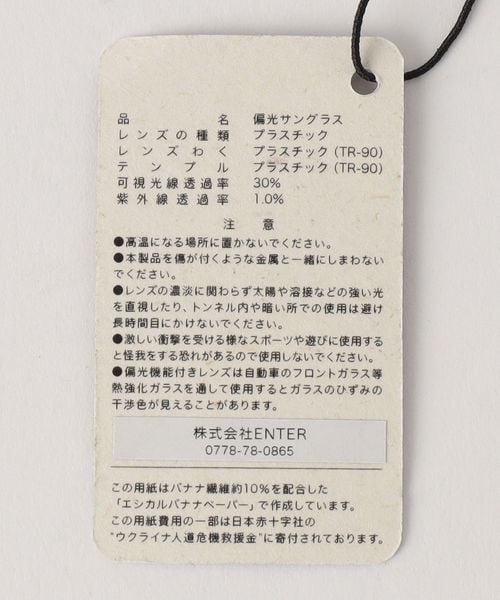 品名 偏光サングラス
レンズの種類 プラスチック
レンズわく プラスチック (TR-90)
テンプル プラスチック (TR-90)
可視光線透過率 30%
紫外線透過率 1.0%
注意
●高温になる場所に置かないでください。
●本製品を傷が付くような金属と一緒にしまわない
でください。
●レンズの濃淡に関わらず太陽や溶接などの強い光
を直視したり、トンネル内や暗い所での使用は避け
長時間目にかけないでください。
●激しい衝撃を受ける様なスポーツや遊びに使用する
と怪我をする恐れがあるので使用しないでください。
●偏光機能付きレンズは自動車のフロントガラス等
熱強化ガラスを通して使用するとガラスのひずみの
干渉色が見えることがあります。
株式会社ENTER
0778-78-0865
この用紙はバナナ繊維約10%を配合した
「エシカルバナナペーパー」で作成しています。
この用紙費用の一部は日本赤十字社の
“ウクライナ人道危機救援金”に寄付されております。